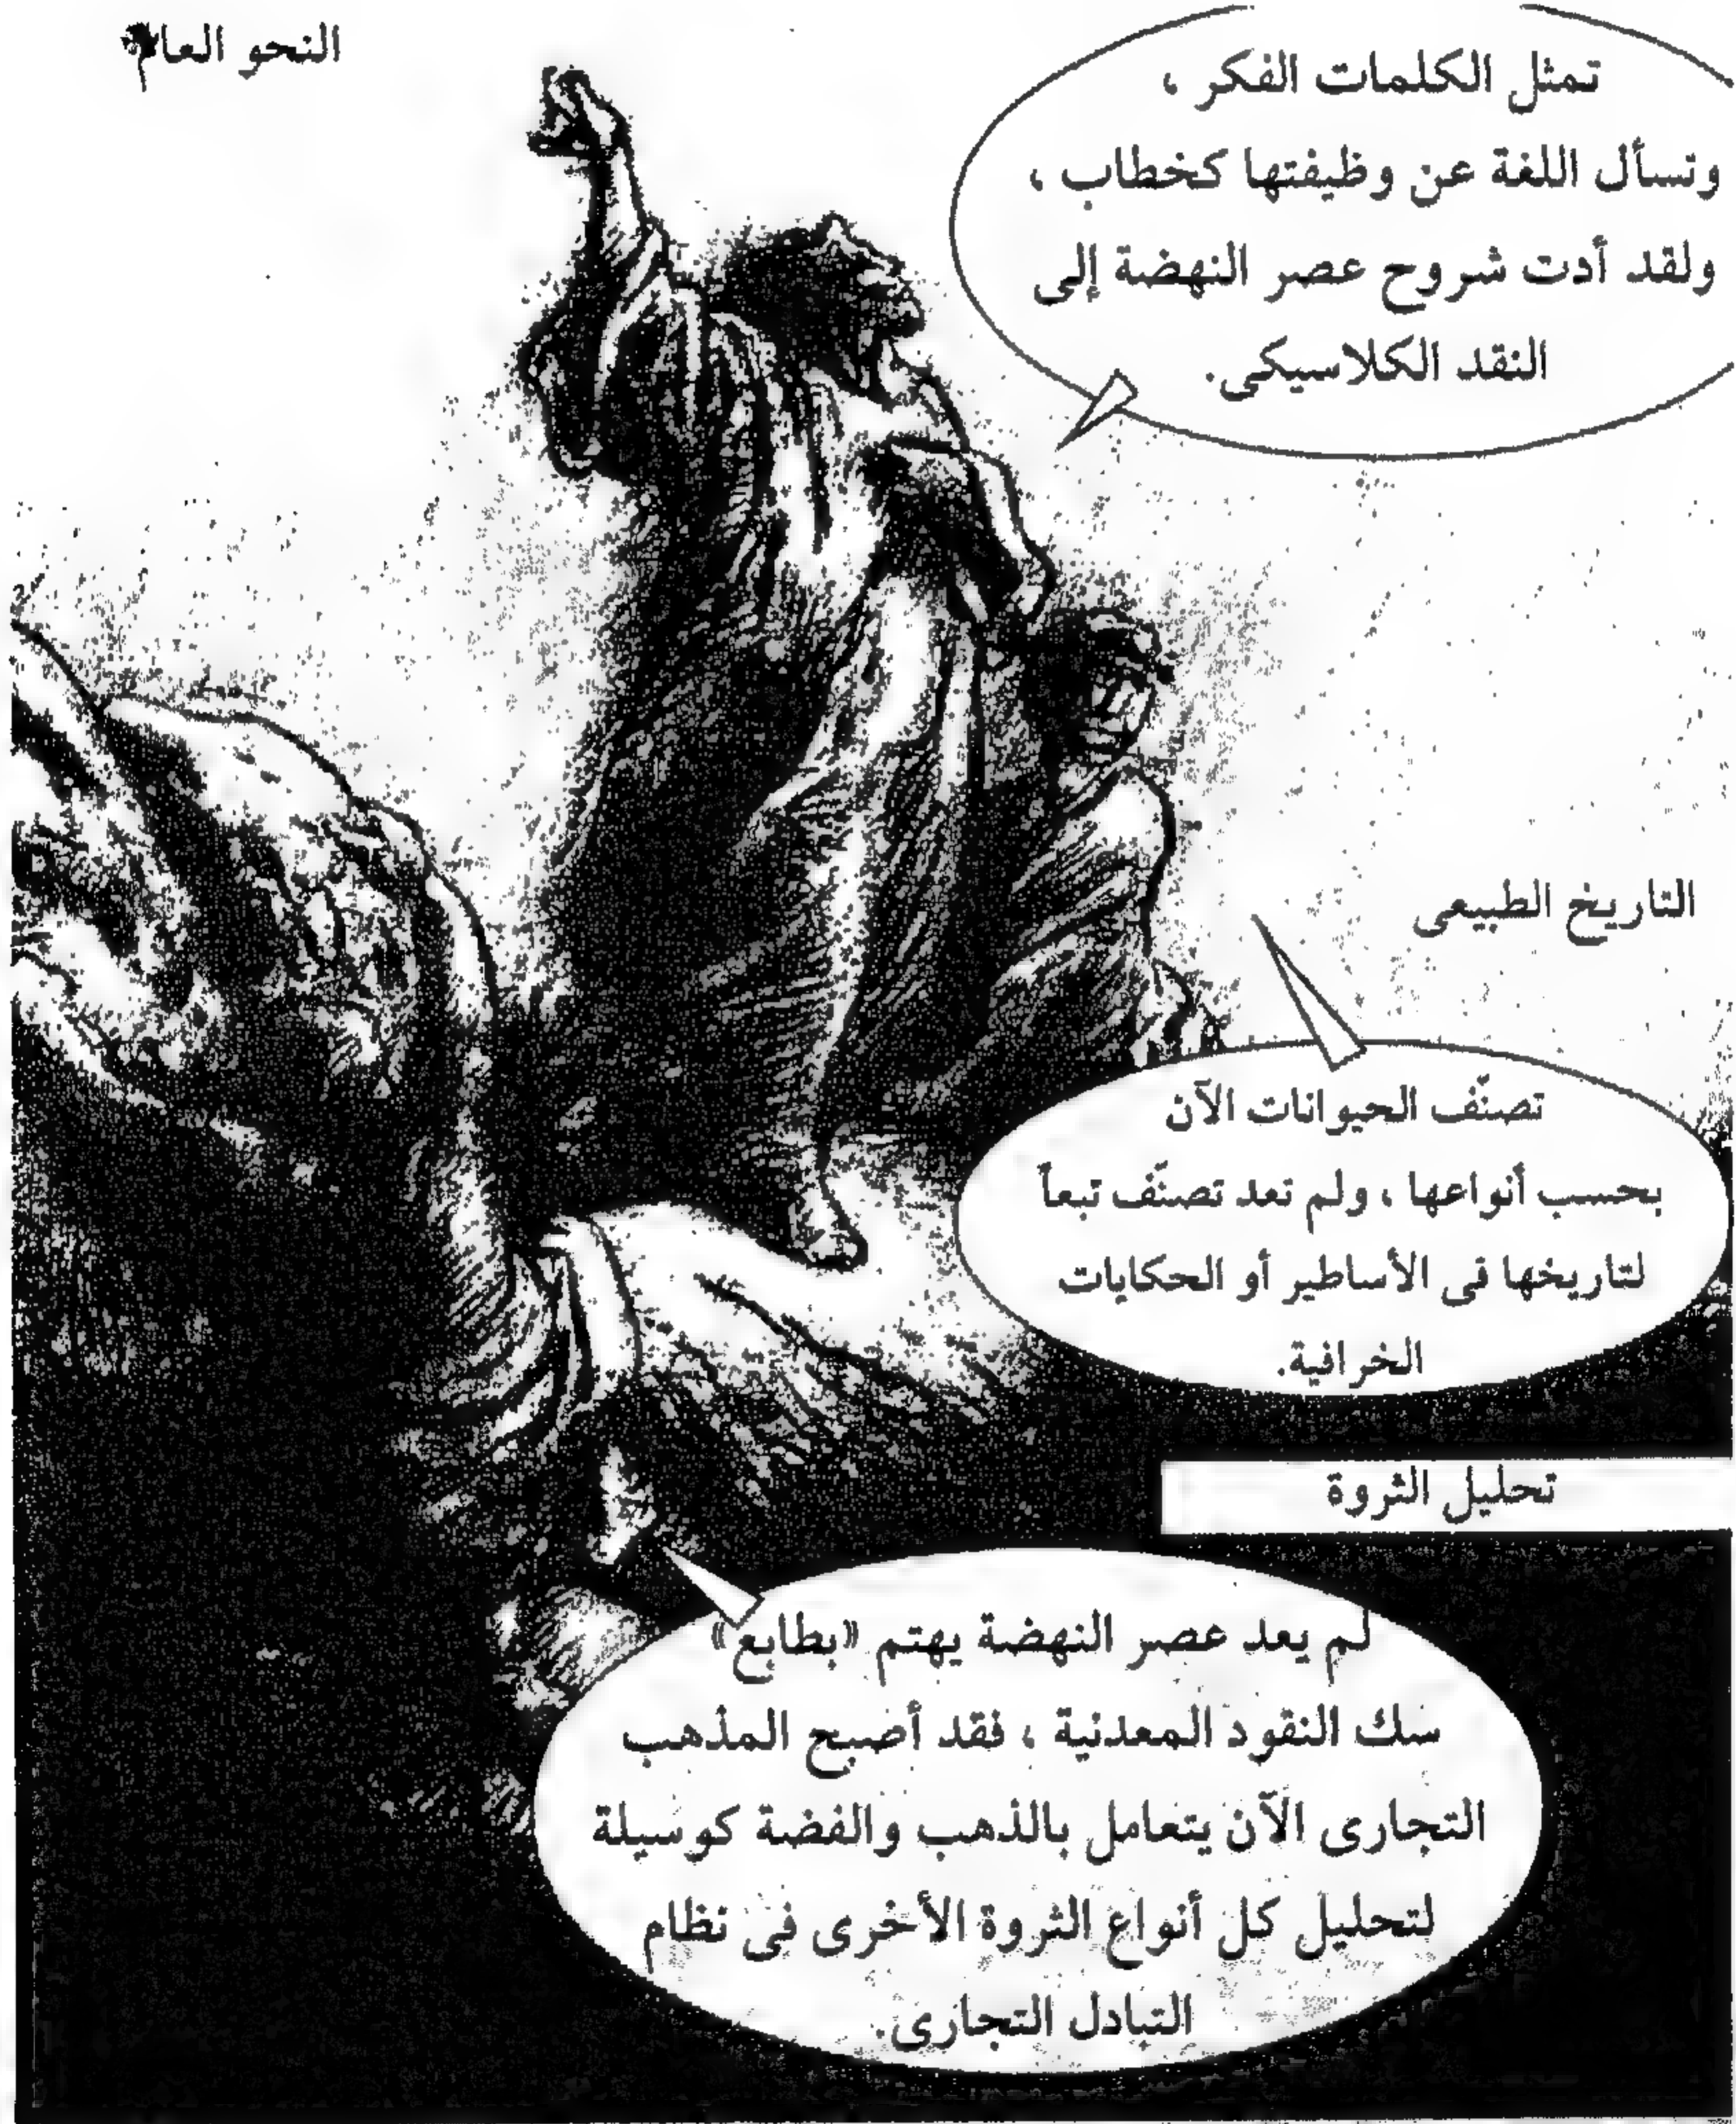 النحو العام
تمثل الكلمات الفكر ،
وتسأل اللغة عن وظيفتها كخطاب ،
ولقد أدت شروح عصر النهضة إلى
النقد الكلاسيكى.
التاريخ الطبيعى
تصنّف الحيوانات الآن
بحسب أنواعها ، ولم تعد تصنّف تبعاً
لتاريخها فى الأساطير أو الحكايات
الخرافية.
تحليل الثروة
لم يعد عصر النهضة يهتم «بطابع»
سك النقود المعدنية ، فقد أصبح المذهب
التجارى الآن يتعامل بالذهب والفضة كوسيلة
لتحليل كل أنواع الثروة الأخرى فى نظام
التبادل التجارى.